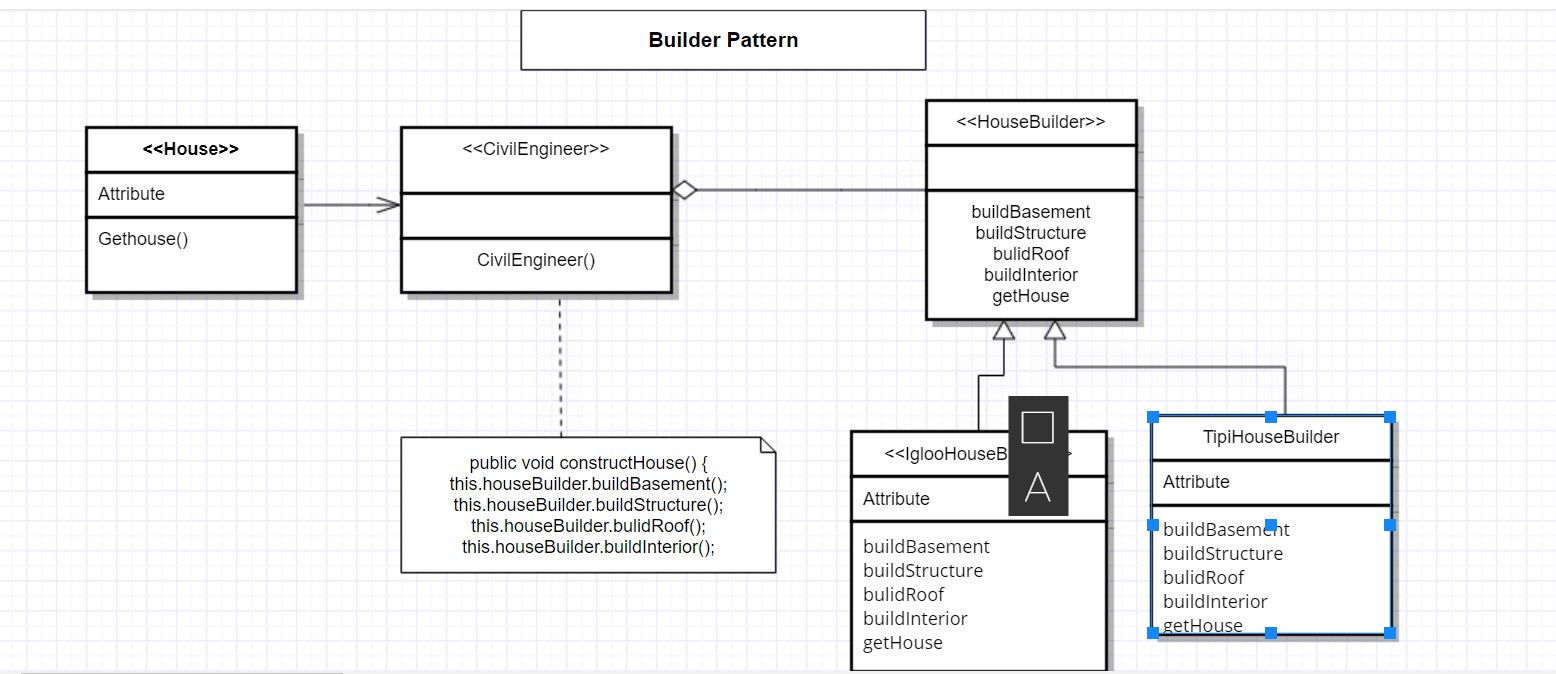 Builder Pattern
<<House>>
Attribute
Gethouse()
<<CivilEngineer>>
CivilEngineer()
<<HouseBuilder>>
buildBasement
buildStructure
bulidRoof
buildInterior
getHouse
public void constructHouse() {
this.houseBuilder.buildBasement();
this.houseBuilder.buildStructure();
this.houseBuilder.bulidRoof();
this.houseBuilder.buildInterior();
A
Attribute
buildBasement
buildStructure
bulidRoof
buildInterior
getHouse
TipiHouseBuilder
Attribute
buildBasement
buildStructure
bulidRoof
buildInterior
getHouse